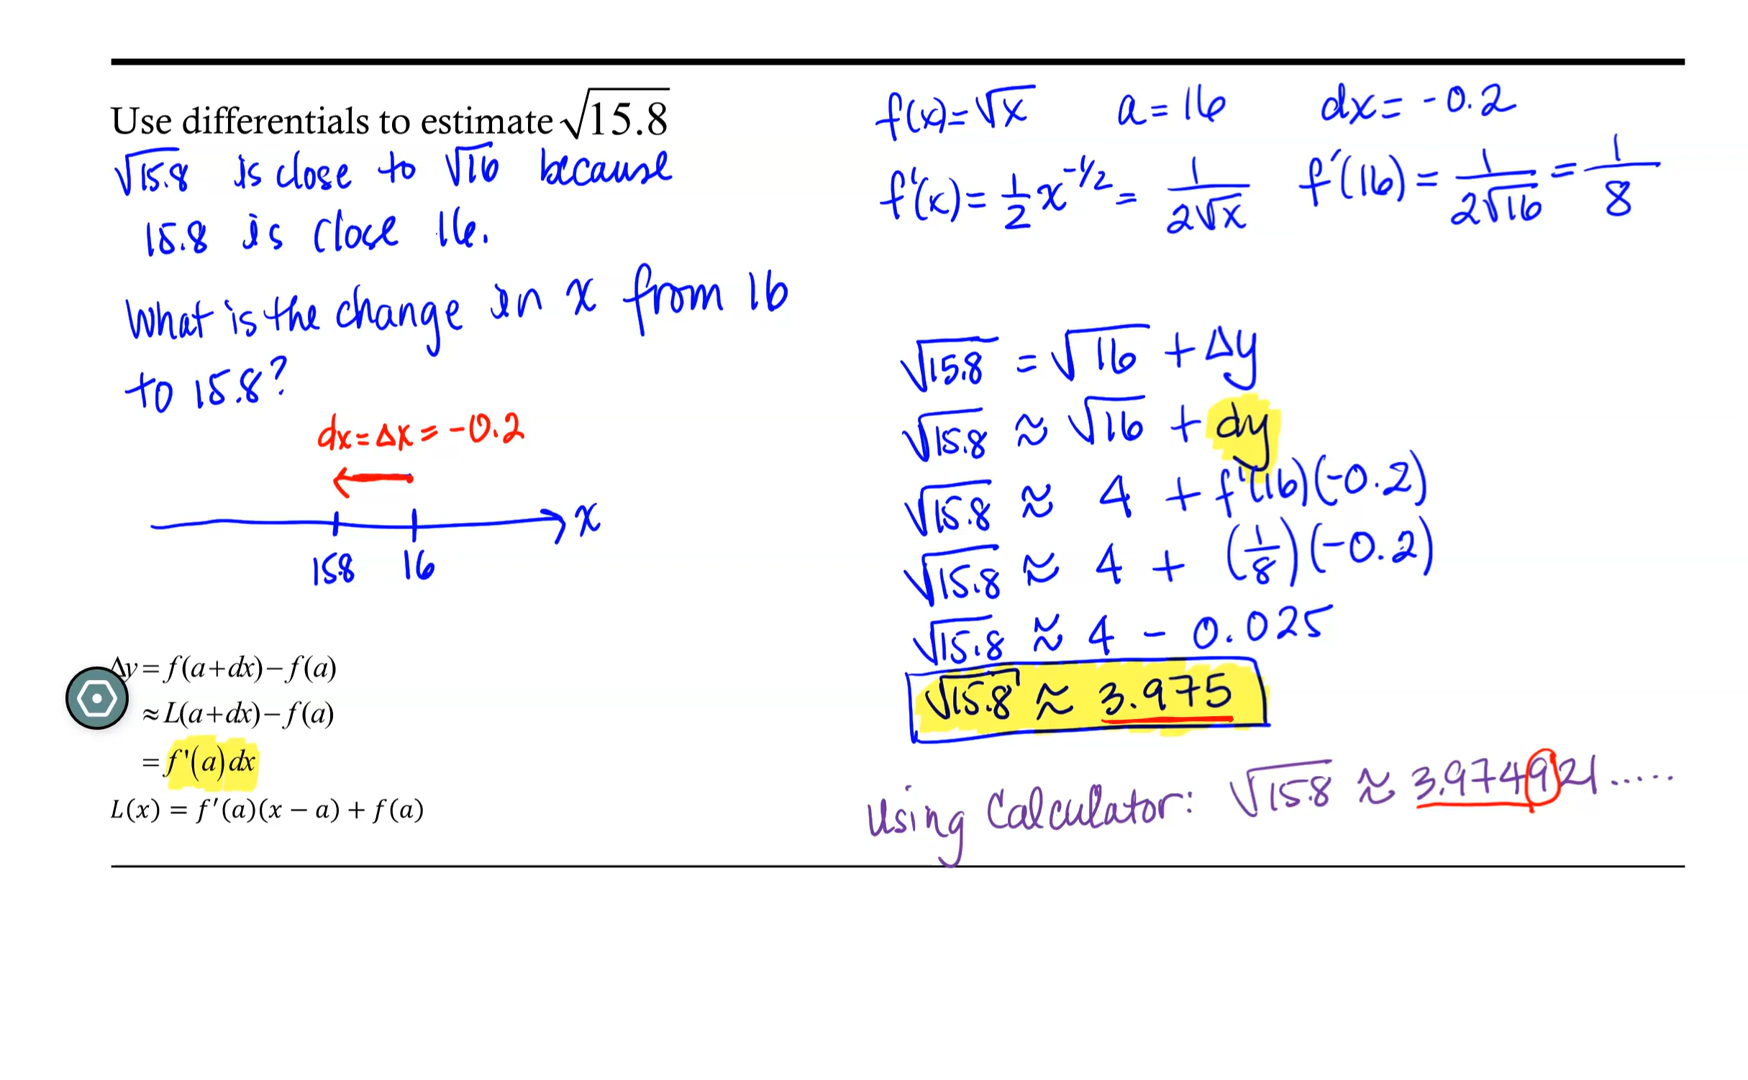 Use differentials to estimate √15.8
√15.8 is close to √16 because
15.8 is close 16.
What is the change in x from 16
to 15.8?
dx = Δx = -0.2
x
15.8 16
Δy = f(a+dx) − f(a)
≈ L(a+dx) − f(a)
= f'(a)dx
L(x) = f'(a)(x − a) + f(a)
f(x) = √x a = 16 dx = -0.2
f'(x) = 1/2 x^-1/2 = 1/(2√x) f'(16) = 1/(2√16) = 1/8
√15.8 = √16 + Δy
√15.8 ≈ √16 + dy
√15.8 ≈ 4 + f'(16)(-0.2)
√15.8 ≈ 4 + (1/8)(-0.2)
√15.8 ≈ 4 - 0.025
√15.8 ≈ 3.975
Using Calculator: √15.8 ≈ 3.974921.....